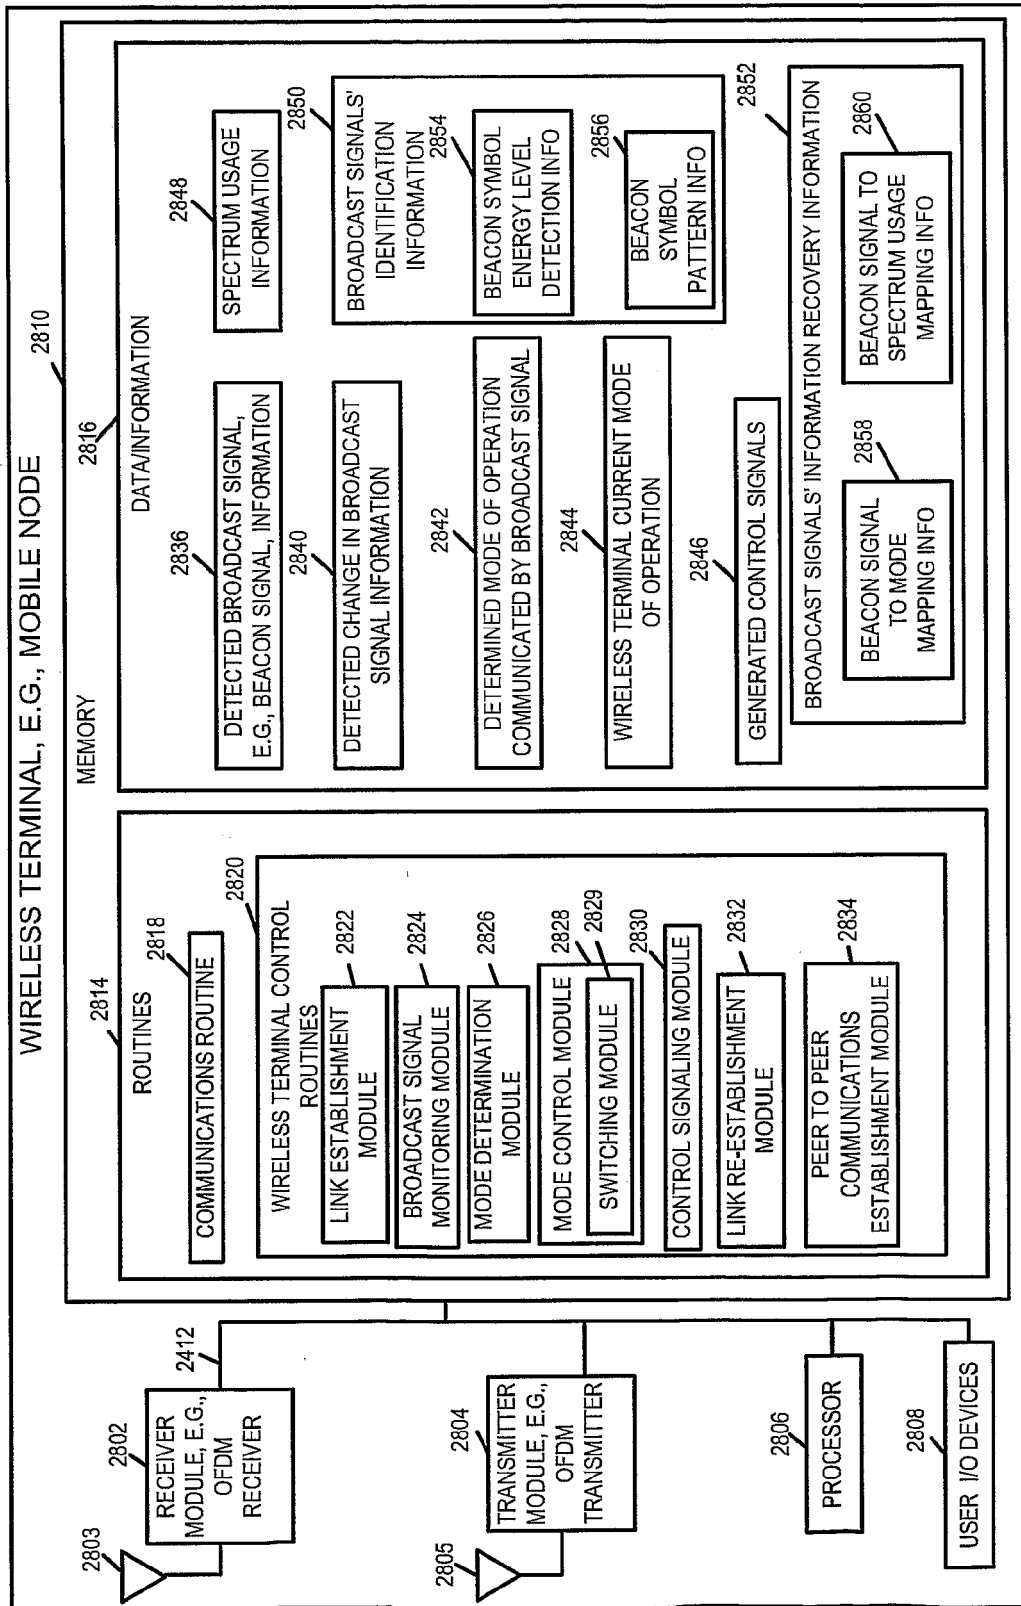 WIRELESS TERMINAL, E.G., MOBILE NODE
2810
2803
2802
RECEIVER
MODULE, E.G.,
OFDM
RECEIVER
2412
2805
2804
TRANSMITTER
MODULE, E.G.
OFDM
TRANSMITTER
2806
PROCESSOR
2808
USER I/O DEVICES
MEMORY
2814
ROUTINES
2818
COMMUNICATIONS ROUTINE
2820
WIRELESS TERMINAL CONTROL
ROUTINES
2822
LINK ESTABLISHMENT
MODULE
2824
BROADCAST SIGNAL
MONITORING MODULE
2826
MODE DETERMINATION
MODULE
2828
MODE CONTROL MODULE
2829
SWITCHING MODULE
2830
CONTROL SIGNALING MODULE
2832
LINK RE-ESTABLISHMENT
MODULE
2834
PEER TO PEER
COMMUNICATIONS
ESTABLISHMENT MODULE
2816
DATA/INFORMATION
2836
DETECTED BROADCAST SIGNAL,
E.G., BEACON SIGNAL, INFORMATION
2840
DETECTED CHANGE IN BROADCAST
SIGNAL INFORMATION
2842
DETERMINED MODE OF OPERATION
COMMUNICATED BY BROADCAST SIGNAL
2844
WIRELESS TERMINAL CURRENT MODE
OF OPERATION
2846
GENERATED CONTROL SIGNALS
2848
SPECTRUM USAGE
INFORMATION
2850
BROADCAST SIGNALS'
IDENTIFICATION
INFORMATION
2854
BEACON SYMBOL
ENERGY LEVEL
DETECTION INFO
2856
BEACON
SYMBOL
PATTERN INFO
2852
BROADCAST SIGNALS' INFORMATION RECOVERY INFORMATION
2858
BEACON SIGNAL
TO MODE
MAPPING INFO
2860
BEACON SIGNAL TO
SPECTRUM USAGE
MAPPING INFO